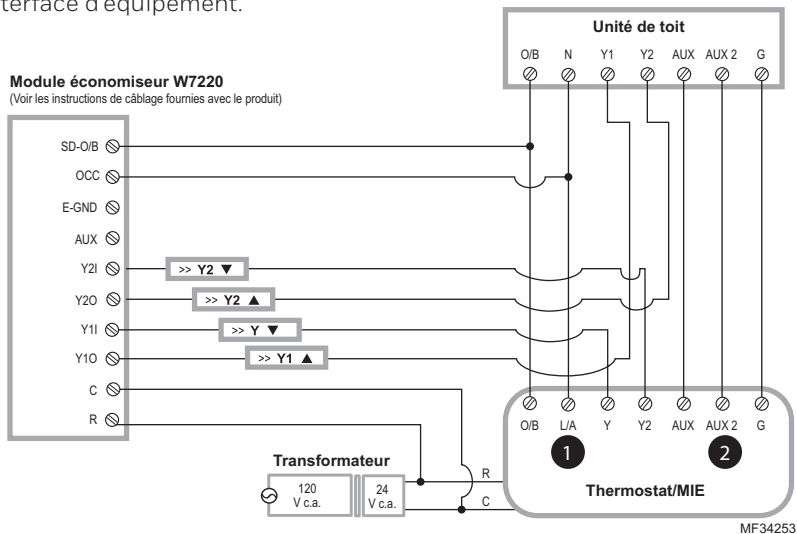 terface d'équipement.
Unité de toit
O/B N Y1 Y2 AUX AUX 2 G
Module économiseur W7220
(Voir les instructions de câblage fournies avec le produit)
SD-O/B
OCC
E-GND
AUX
Y2I >> Y2 ▼
Y2O >> Y2 ▲
Y1I >> Y ▼
Y1O >> Y1 ▲
C
R
O/B L/A Y Y2 AUX AUX 2 G
1 2
Transformateur
120 V c.a.
24 V c.a.
R
C
Thermostat/MIE
MF34253